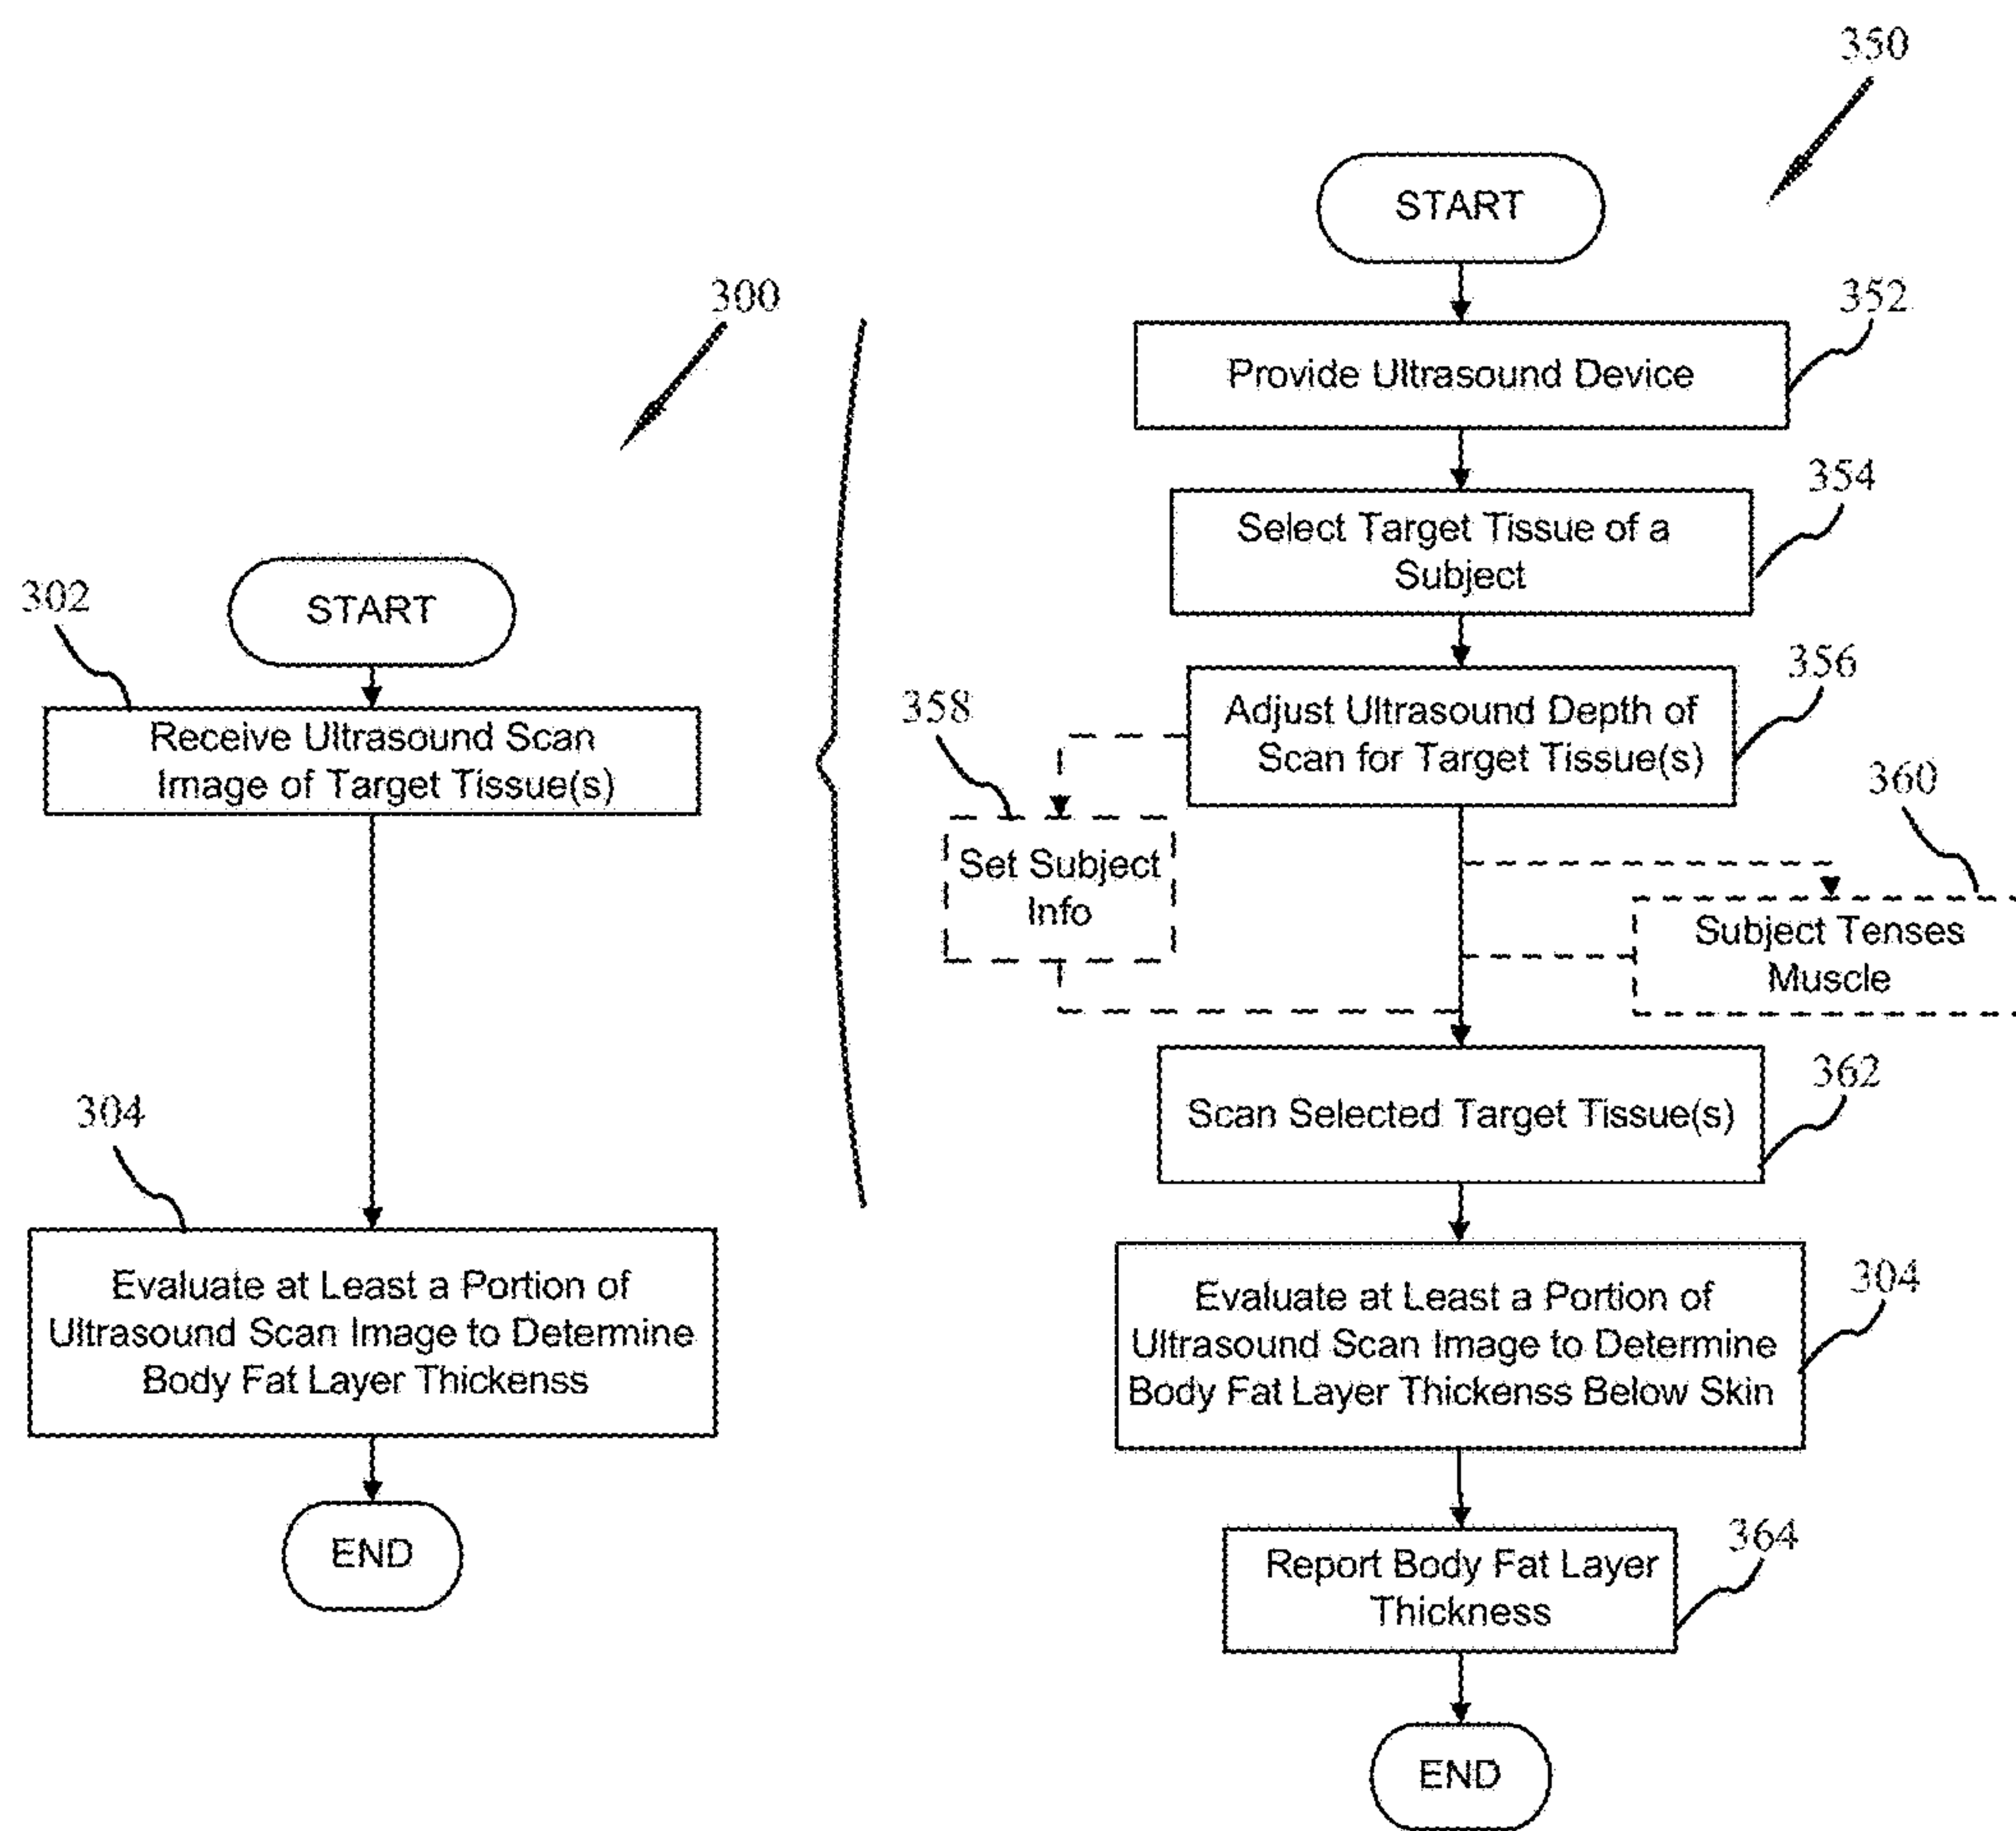 300
START
302
Receive Ultrasound Scan
Image of Target Tissue(s)
304
Evaluate at Least a Portion of
Ultrasound Scan Image to Determine
Body Fat Layer Thickenss
END
350
START
352
Provide Ultrasound Device
354
Select Target Tissue of a
Subject
356
Adjust Ultrasound Depth of
Scan for Target Tissue(s)
358
Set Subject
Info
360
Subject Tenses
Muscle
362
Scan Selected Target Tissue(s)
304
Evaluate at Least a Portion of
Ultrasound Scan Image to Determine
Body Fat Layer Thickenss Below Skin
364
Report Body Fat Layer
Thickness
END